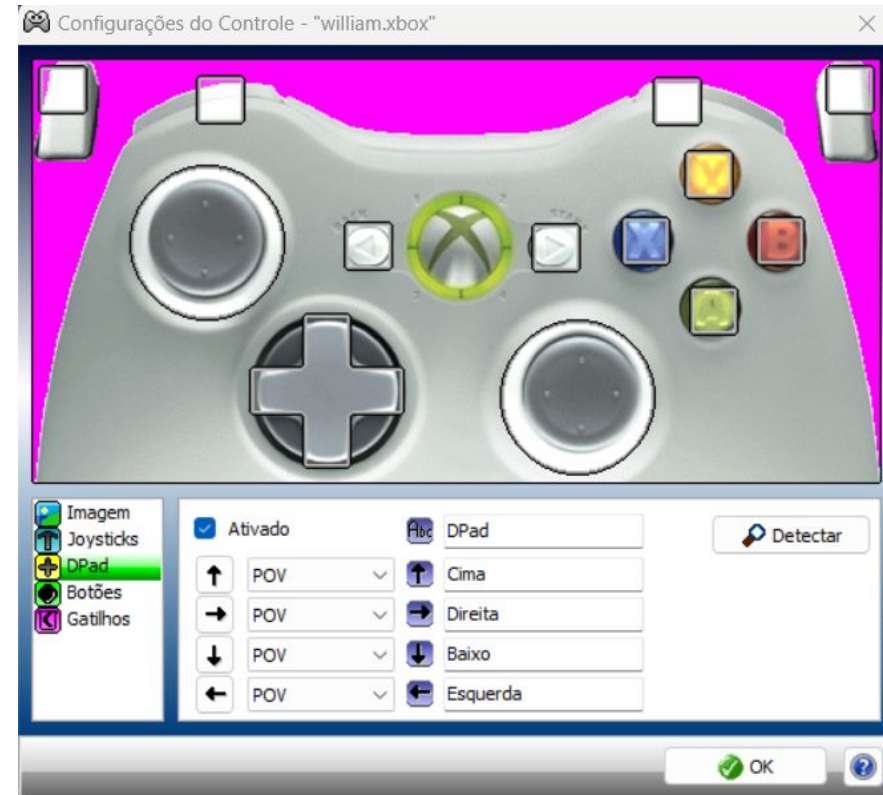 Configurações do Controle - "william.xbox"
Y
X
B
A
Imagem
Joysticks
DPad
Botões
Gatilhos
Ativado
Abc
DPad
Detectar
POV
Cima
POV
Direita
POV
Baixo
POV
Esquerda
OK